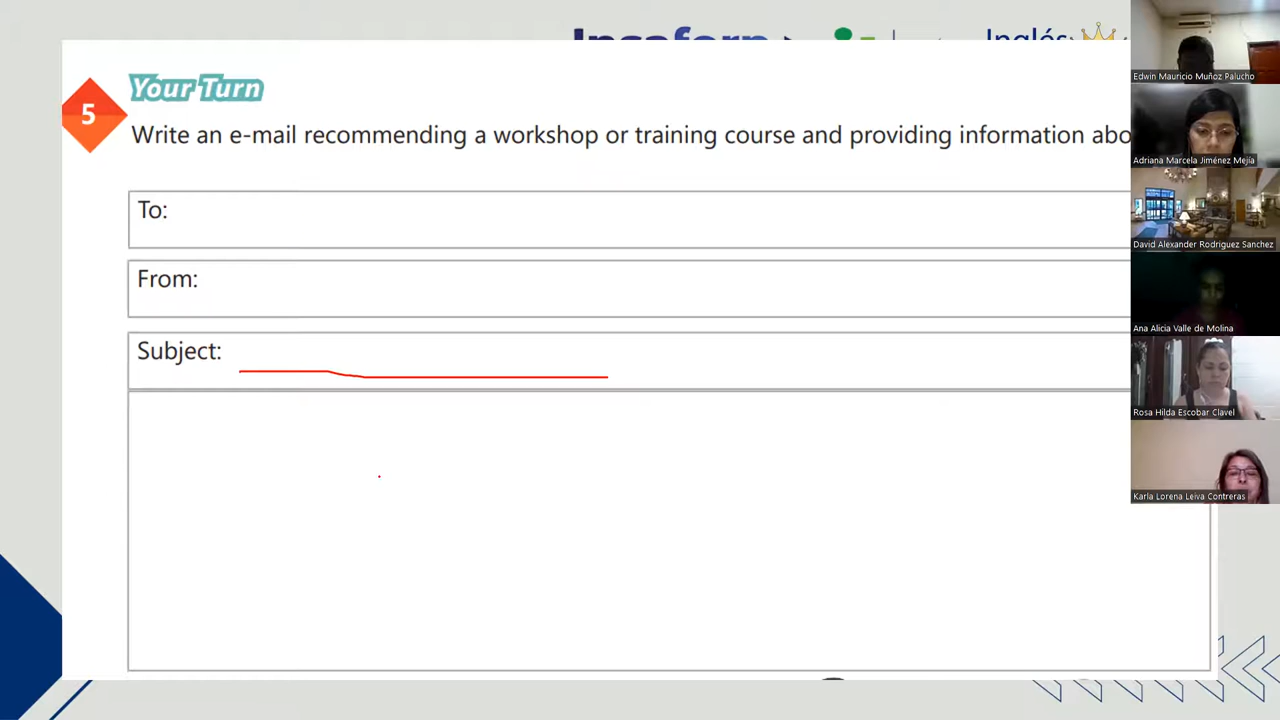 Inglés
Your Turn
5
Write an e-mail recommending a workshop or training course and providing information abo
To:
From:
Subject:
Edwin Mauricio Muñoz Palucho
Adriana Marcela Jiménez Mejía
David Alexander Rodriguez Sanchez
Ana Alicia Valle de Molina
Rosa Hilda Escobar Clavel
Karla Lorena Leiva Contreras